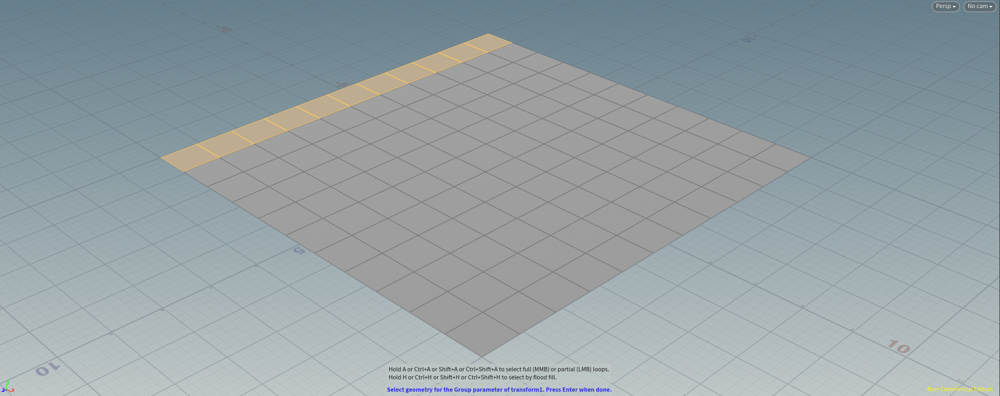 Persp
No cam
-10
-5
5
10
10
Hold A or Ctrl+A or Shift+A or Ctrl+Shift+A to select full (MMB) or partial (LMB) loops.
Hold H or Ctrl+H or Shift+H or Ctrl+Shift+H to select by flood fill.
Select geometry for the Group parameter of transform1. Press Enter when done.
Non-Commercial Edition
y
z
x